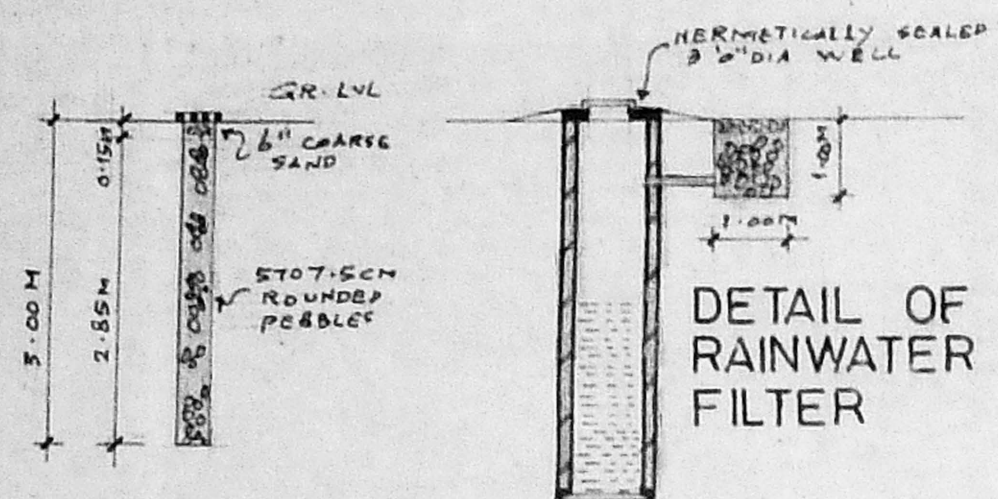 GR. LVL
6" COARSE
SAND
0.15M
3.00 M
2.85M
5TO7.5CM
ROUNDED
PEBBLES
HERMETICALLY SEALED
3'0" DIA WELL
1.00M
1.00M
DETAIL OF
RAINWATER
FILTER